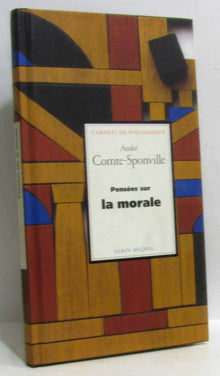 CARNETS DE PHILOSOPHIE
André
Comte-Sponville
Pensées sur
la morale
ALBIN MICHEL